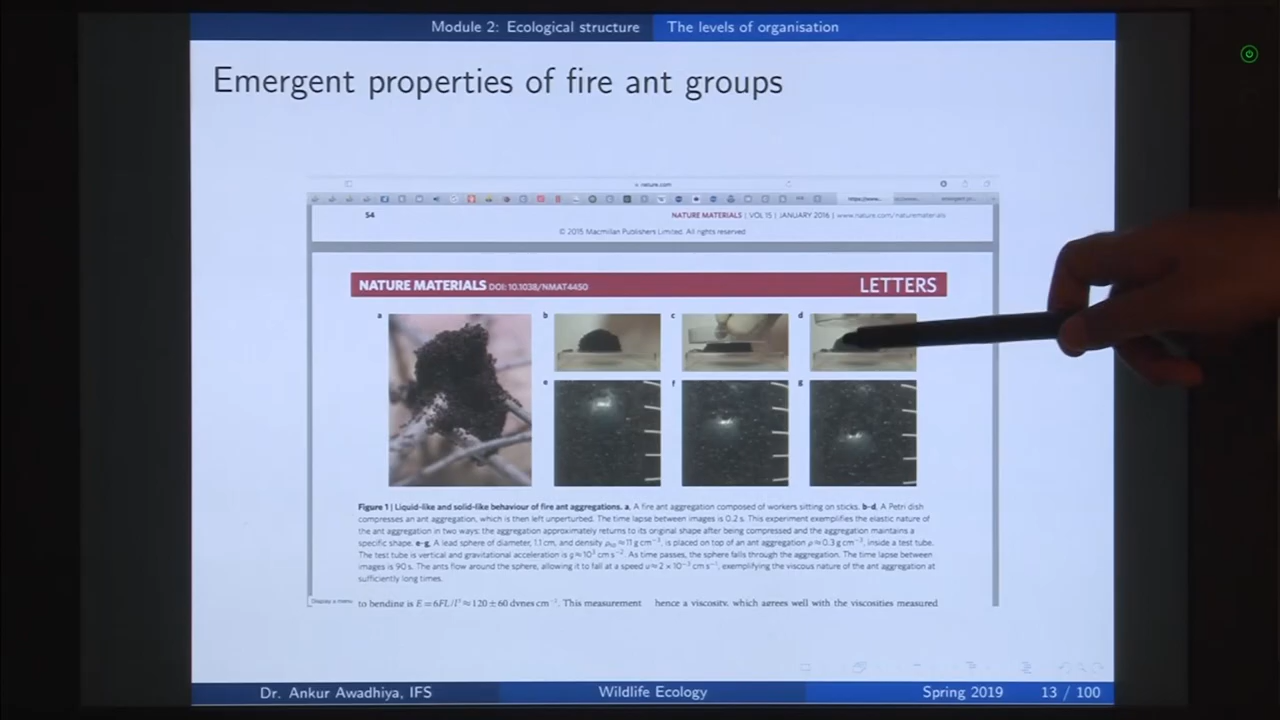 Module 2: Ecological structure The levels of organisation
Emergent properties of fire ant groups
nature.com
54 NATURE MATERIALS | VOL 15 | JANUARY 2016 | www.nature.com/naturematerials
© 2015 Macmillan Publishers Limited. All rights reserved
NATURE MATERIALS DOI: 10.1038/NMAT4450 LETTERS
a b c d
e f g
Figure 1 | Liquid-like and solid-like behaviour of fire ant aggregations. a, A fire ant aggregation composed of workers sitting on sticks. b-d, A Petri dish
compresses an ant aggregation, which is then left unperturbed. The time lapse between images is 0.2 s. This experiment exemplifies the elastic nature of
the ant aggregation in two ways: the aggregation approximately returns to its original shape after being compressed and the aggregation maintains a
specific shape. e-g, A lead sphere of diameter, 1.1 cm, and density ≈ 11 g cm⁻³, is placed on top of an ant aggregation ρ ≈ 0.3 g cm⁻³, inside a test tube.
The test tube is vertical and gravitational acceleration is g ≈ 10³ cm s⁻². As time passes, the sphere falls through the aggregation. The time lapse between
images is 90 s. The ants flow around the sphere, allowing it to fall at a speed u ≈ 2 × 10⁻³ cm s⁻¹, exemplifying the viscous nature of the ant aggregation at
sufficiently long times.
Display a menu to bending is E = 6FL/l³ ≈ 120 ± 60 dynes cm⁻¹. This measurement hence a viscosity, which agrees well with the viscosities measured
Dr. Ankur Awadhiya, IFS Wildlife Ecology Spring 2019 13 / 100